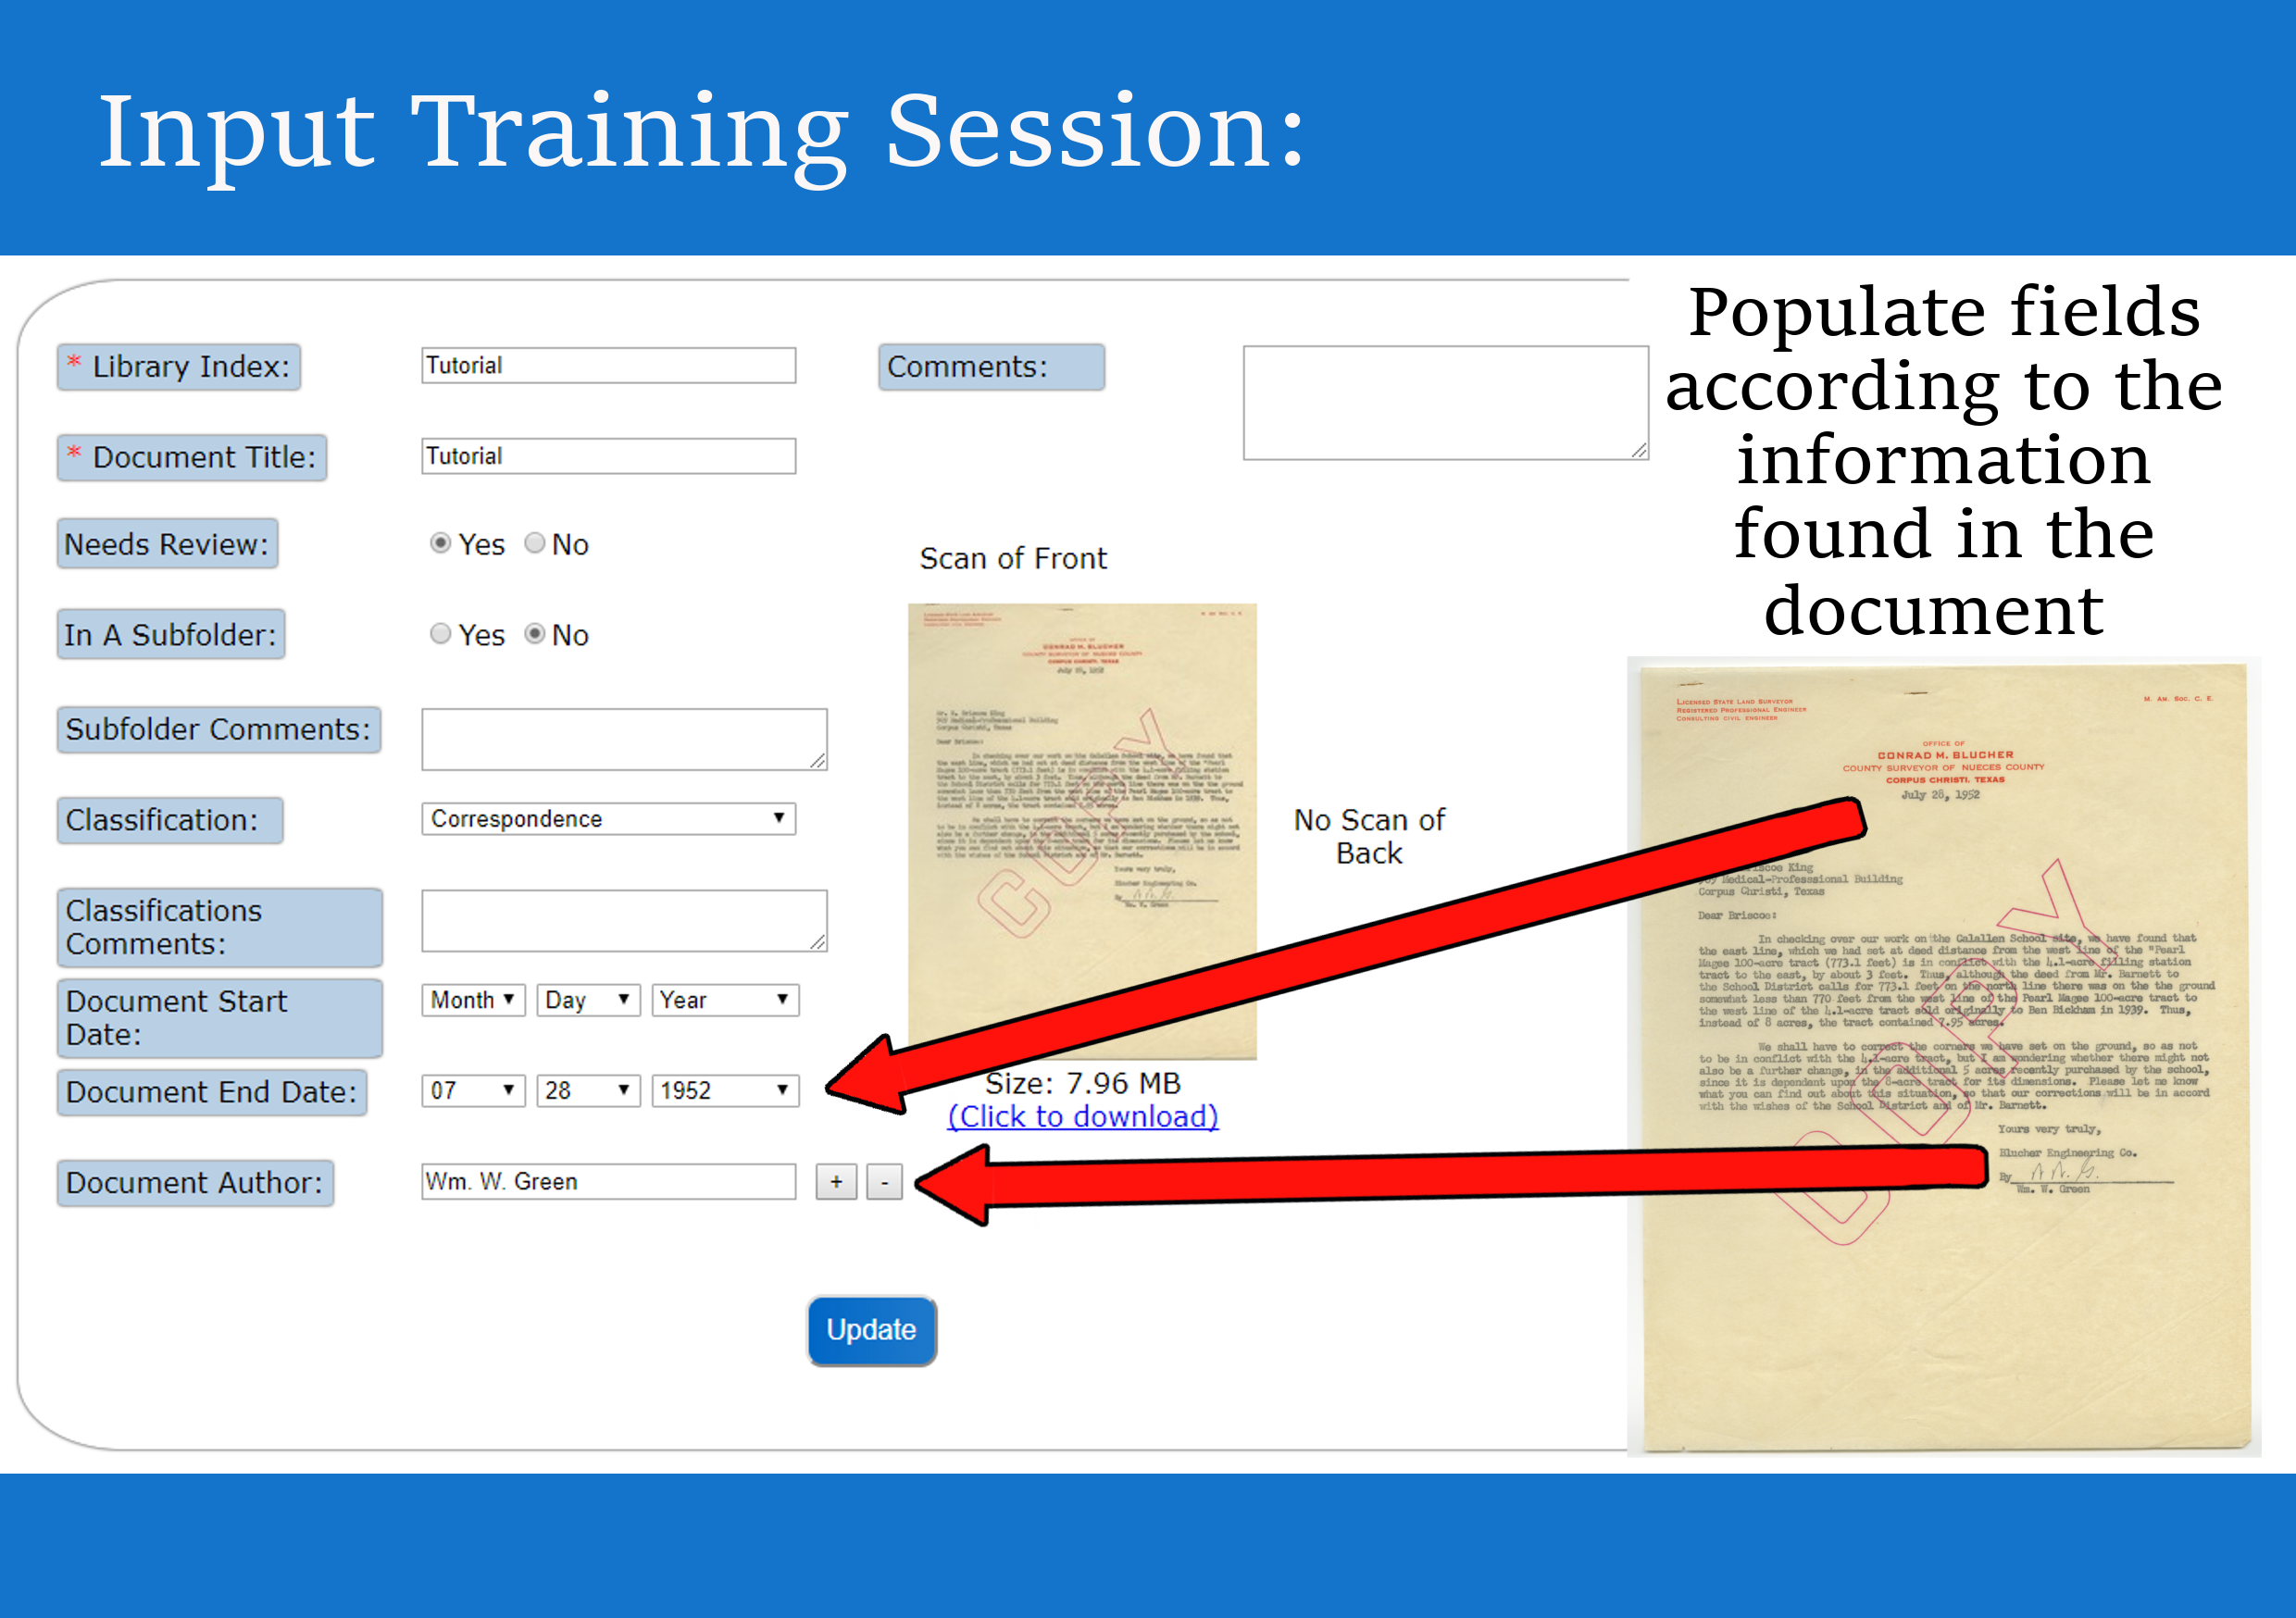 Input Training Session:
Populate fields
according to the
information
found in the
document
* Library Index:
Tutorial
Comments:
* Document Title:
Tutorial
Needs Review:
Yes No
In A Subfolder:
Yes No
Subfolder Comments:
Classification:
Correspondence
Classifications
Comments:
Document Start
Date:
Month Day Year
Document End Date:
07 28 1952
Document Author:
Wm. W. Green + -
Scan of Front
No Scan of
Back
Size: 7.96 MB
(Click to download)
Update
LICENSED STATE LAND SURVEYOR
REGISTERED PROFESSIONAL ENGINEER
CONSULTING CIVIL ENGINEER
M. AM. SOC. C. E.
OFFICE OF
CONRAD M. BLUCHER
COUNTY SURVEYOR OF NUECES COUNTY
CORPUS CHRISTI, TEXAS
July 28, 1952
King
Medical-Professional Building
Corpus Christi, Texas
Dear Briscoe:
In checking over our work on the Calallen School site, we have found that
the east line, which we had set at deed distance from the west line of the "Pearl
Magee 100-acre tract (773.1 feet) is in conflict with the 4.1-acre filling station
tract to the east, by about 3 feet. Thus, although the deed from Mr. Barnett to
the School District calls for 773.1 feet on the north line there was on the the ground
somewhat less than 770 feet from the west line of the Pearl Magee 100-acre tract to
the west line of the 4.1-acre tract sold originally to Ben Bickham in 1939. Thus,
instead of 8 acres, the tract contained 7.95 acres.
We shall have to correct the corners we have set on the ground, so as not
to be in conflict with the 4.1-acre tract, but I am wondering whether there might not
also be a further change, in the additional 5 acres recently purchased by the school,
since it is dependent upon the 8-acre tract for its dimensions. Please let me know
what you can find out about this situation, so that our corrections will be in accord
with the wishes of the School District and of Mr. Barnett.
Yours very truly,
Blucher Engineering Co.
By
Wm. W. Green
COPY